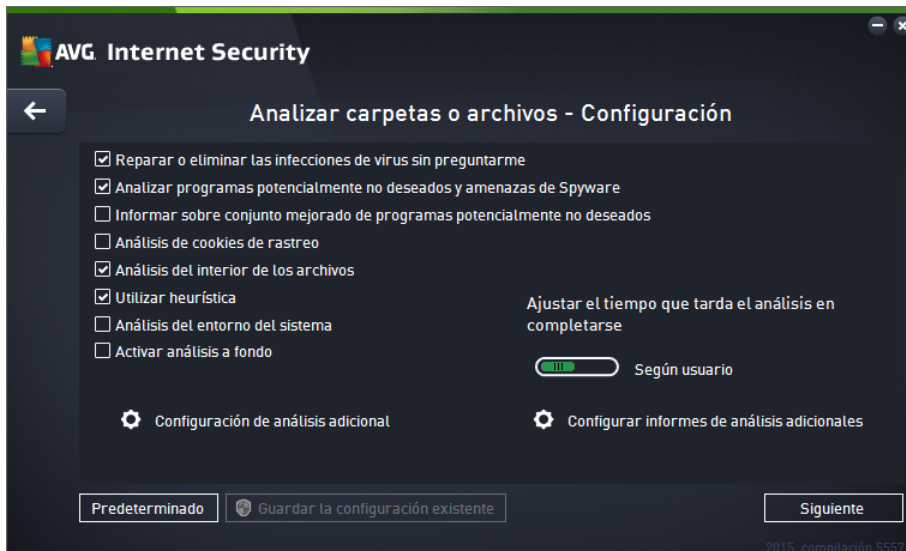 AVG. Internet Security
Analizar carpetas o archivos - Configuración
Reparar o eliminar las infecciones de virus sin preguntarme
Analizar programas potencialmente no deseados y amenazas de Spyware
Informar sobre conjunto mejorado de programas potencialmente no deseados
Análisis de cookies de rastreo
Análisis del interior de los archivos
Utilizar heurística
Análisis del entorno del sistema
Activar análisis a fondo
Ajustar el tiempo que tarda el análisis en
completarse
Según usuario
Configuración de análisis adicional
Configurar informes de análisis adicionales
Predeterminado
Guardar la configuración existente
Siguiente
2015, compilación 5557